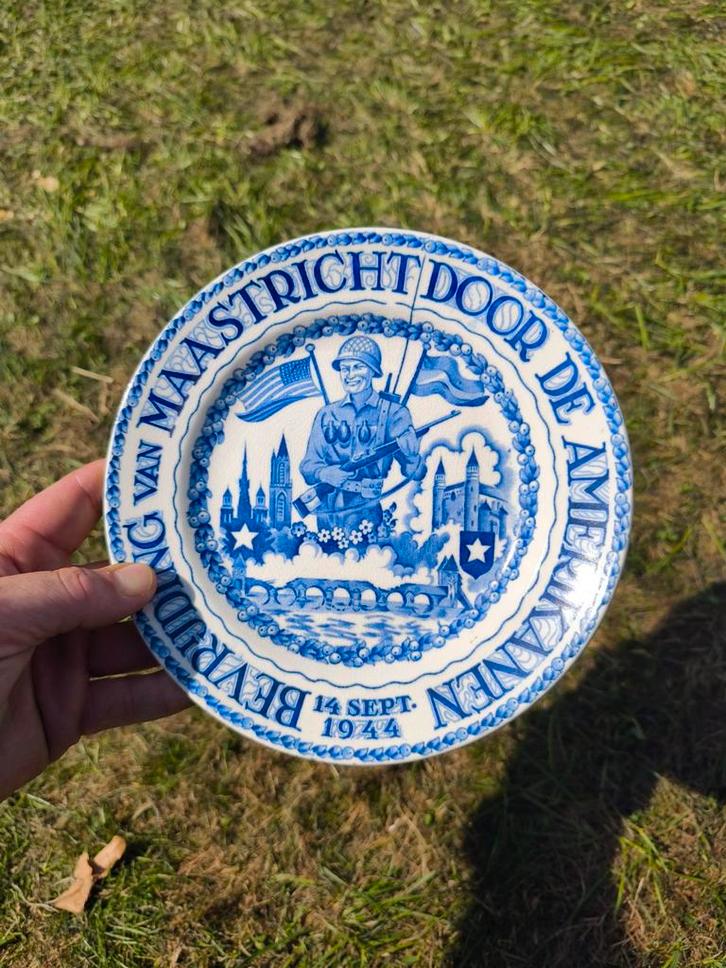 BEVRIJDING VAN MAASTRICHT DOOR DE AMERIKANEN
14 SEPT.
1944